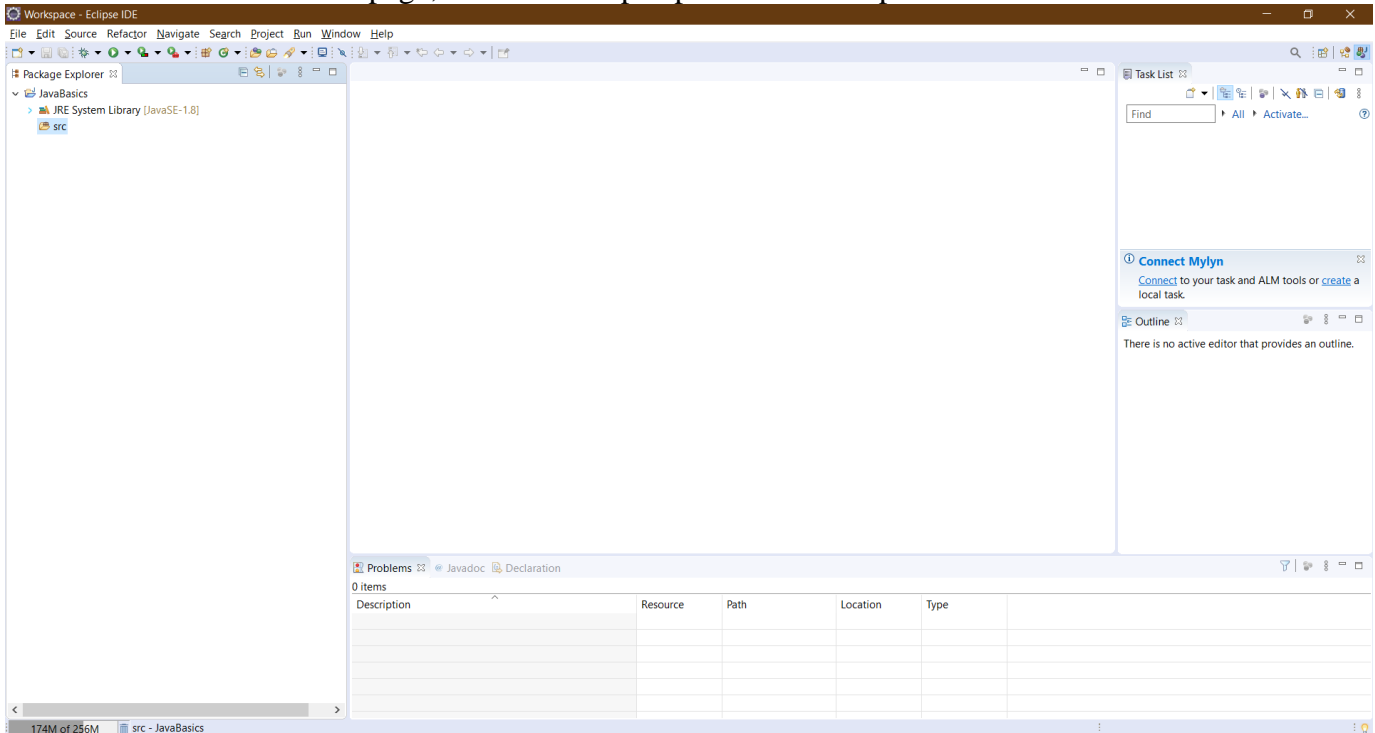 Workspace - Eclipse IDE
File Edit Source Refactor Navigate Search Project Run Window Help
Package Explorer
JavaBasics
JRE System Library [JavaSE-1.8]
src
Task List
Find
All
Activate...
Connect Mylyn
Connect to your task and ALM tools or create a
local task.
Outline
There is no active editor that provides an outline.
Problems Javadoc Declaration
0 items
Description Resource Path Location Type
174M of 256M src - JavaBasics